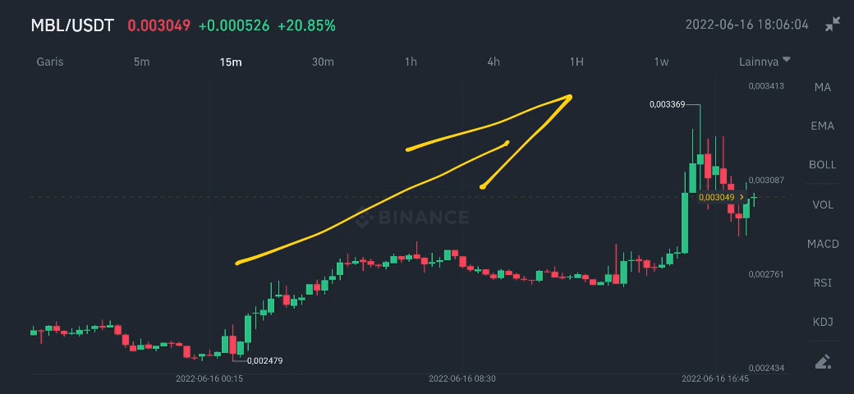 MBL/USDT 0.003049 +0.000526 +20.85% 2022-06-16 18:06:04
Garis 5m 15m 30m 1h 4h 1H 1w Lainnya
0,003413
MA
0,003369
EMA
BOLL
0,003087
0,003049
VOL
BINANCE
MACD
0,002761
RSI
KDJ
0,002479
0,002434
2022-06-16 00:15 2022-06-16 08:30 2022-06-16 16:45